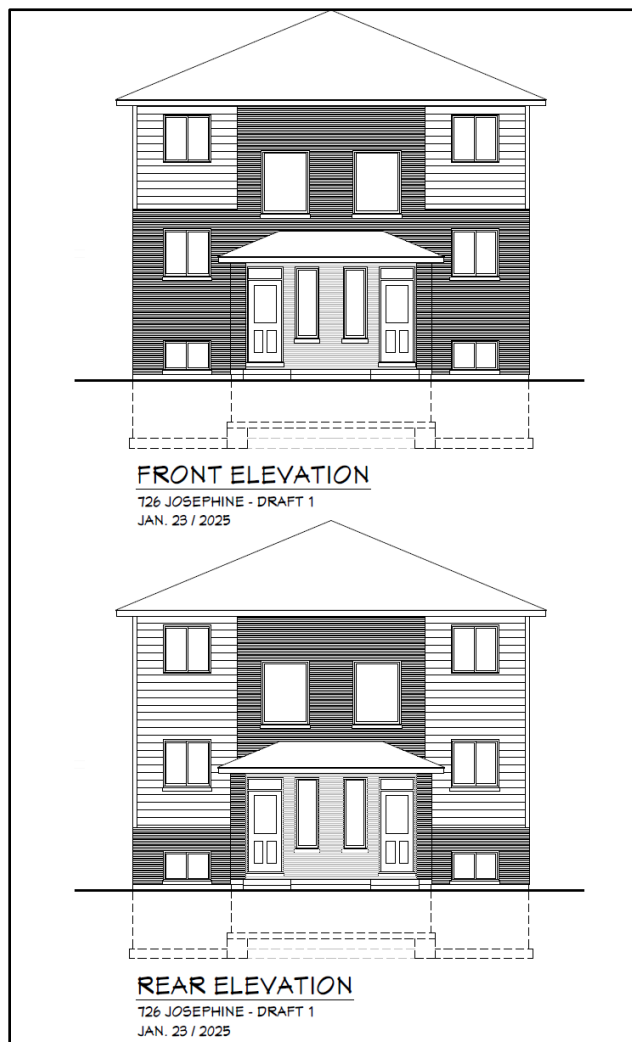 FRONT ELEVATION
726 JOSEPHINE - DRAFT 1
JAN. 23 / 2025
REAR ELEVATION
726 JOSEPHINE - DRAFT 1
JAN. 23 / 2025